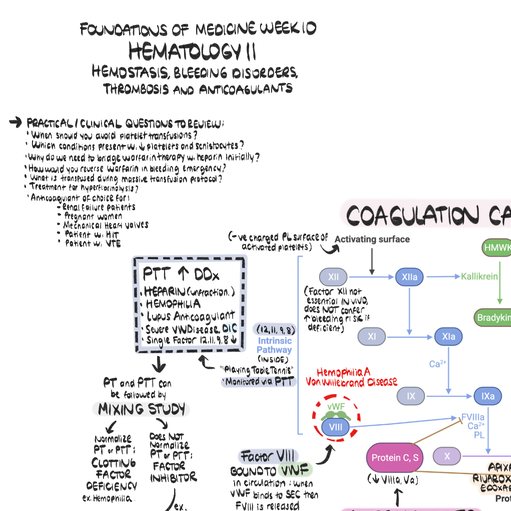 FOUNDATIONS OF MEDICINE WEEK 10
HEMATOLOGY II
HEMOSTASIS, BLEEDING DISORDERS,
THROMBOSIS AND ANTICOAGULANTS
→ PRACTICAL / CLINICAL QUESTIONS TO REVIEW:
• When should you avoid platelet transfusions?
• Which conditions present w. ↓ platelets and schistocytes?
• Why do we need to bridge warfarin therapy w. heparin initially?
• How would you reverse warfarin in bleeding emergency?
• What is transfused during massive transfusion protocol?
• Treatment for hyperfibrinolysis?
• Anticoagulant of choice for:
- Renal failure patients
- Pregnant women
- Mechanical heart valves
- Patient w. HIT
- Patient w. VTE
COAGULATION CA
(-ve charged PL surface of
activated platelets)
Activating surface
HMWK
XII
XIIa
Kallikrein
(Factor XII not
essential in vivo,
does NOT confer
↑ bleeding risk if
deficient)
Bradykin
PTT ↑ DDx
• HEPARIN (unfraction.)
• HEMOPHILIA
• Lupus Anticoagulant
• Severe VWDisease, DIC
• Single Factor 12, 11, 9, 8 ↓
(12, 11, 9, 8)
Intrinsic
Pathway
(INSIDE)
"Playing Table Tennis"
Monitored via PTT
XI
XIa
Ca²⁺
Hemophilia A
Von Willebrand Disease
IX
IXa
vWF
VIII
FVIIIa
Ca²⁺
PL
PT and PTT can
be followed by
MIXING STUDY
Normalize
PT or PTT:
CLOTTING
FACTOR
DEFICIENCY
ex. Hemophilia
Does NOT
Normalize
PT or PTT:
FACTOR
INHIBITOR
ex.
Factor VIII
BOUND TO VWF
in circulation; when
VWF binds to SEC then
FVIII is released
Protein C, S
(↓ VIIIa, Va)
X
APIXA
RIVAROX
EDOXAB
Prot